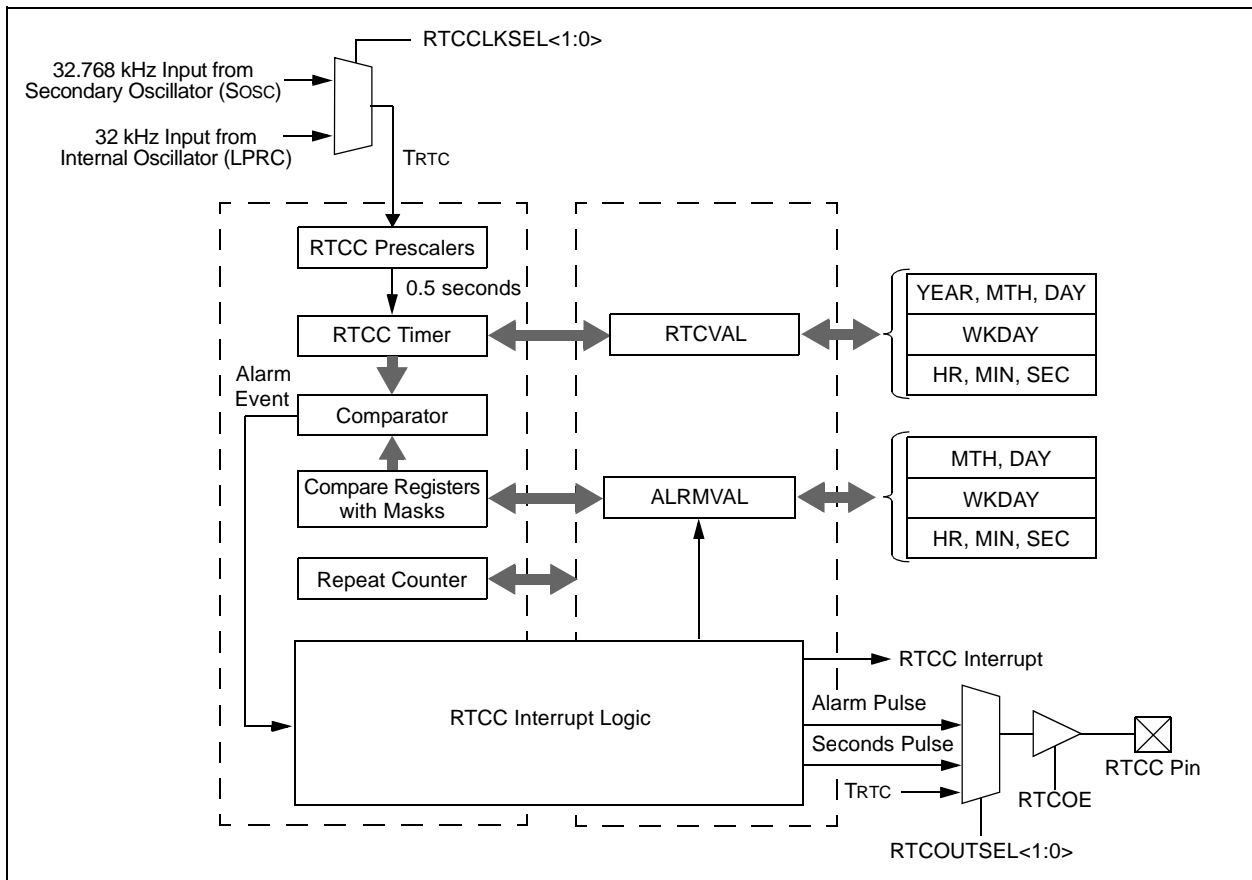 RTCCLKSEL<1:0>
32.768 kHz Input from
Secondary Oscillator (SOSC)
32 kHz Input from
Internal Oscillator (LPRC)
TRTC
RTCC Prescalers
0.5 seconds
RTCC Timer
RTCVAL
YEAR, MTH, DAY
WKDAY
HR, MIN, SEC
Alarm
Event
Comparator
Compare Registers
with Masks
ALRMVAL
MTH, DAY
WKDAY
HR, MIN, SEC
Repeat Counter
RTCC Interrupt Logic
RTCC Interrupt
Alarm Pulse
Seconds Pulse
TRTC
RTCC Pin
RTCOE
RTCOUTSEL<1:0>